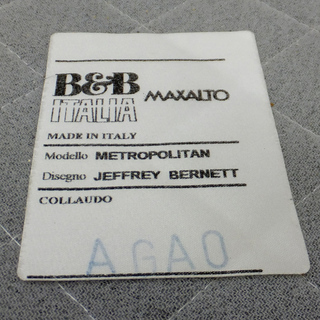 B&B MAXALTO
ITALIA
MADE IN ITALY
Modello METROPOLITAN
Disegno JEFFREY BERNETT
COLLAUDO
AGAO